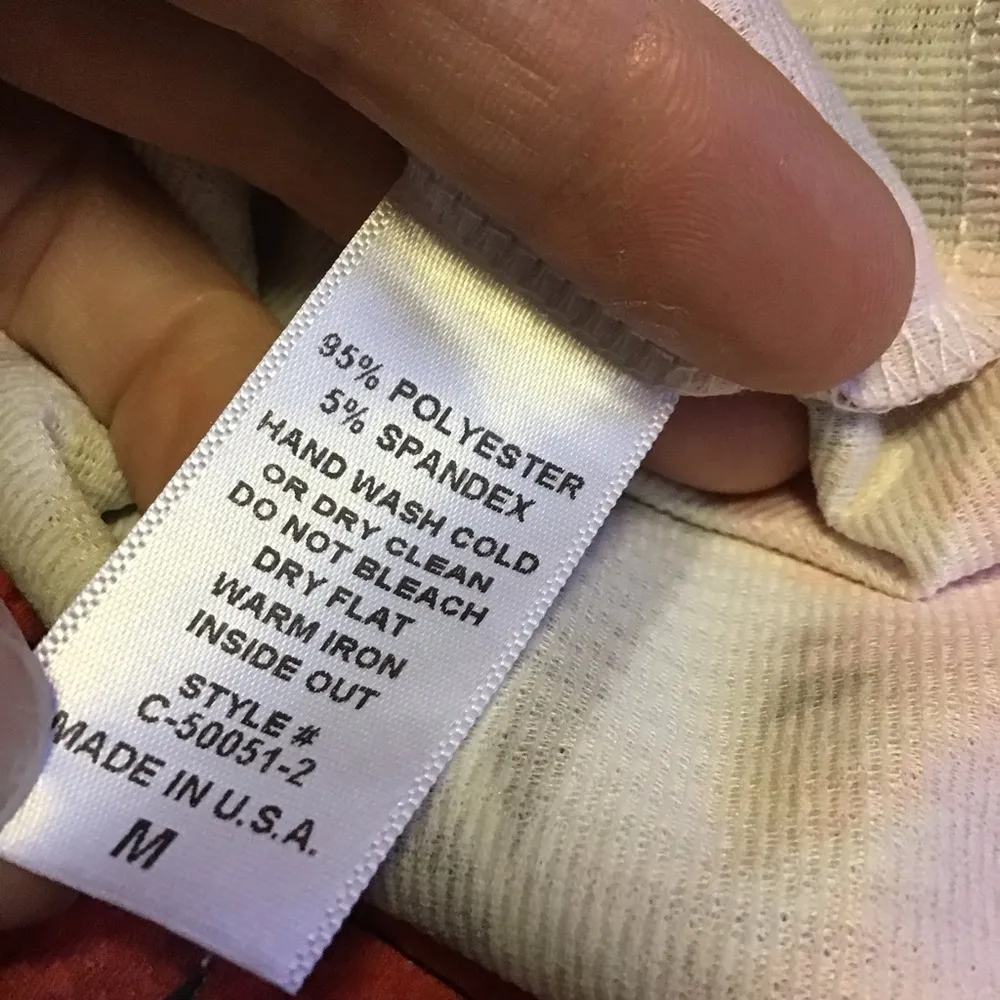 95% POLYESTER
5% SPANDEX
HAND WASH COLD
OR DRY CLEAN
DO NOT BLEACH
DRY FLAT
WARM IRON
INSIDE OUT
STYLE #
C-50051-2
MADE IN U.S.A.
M